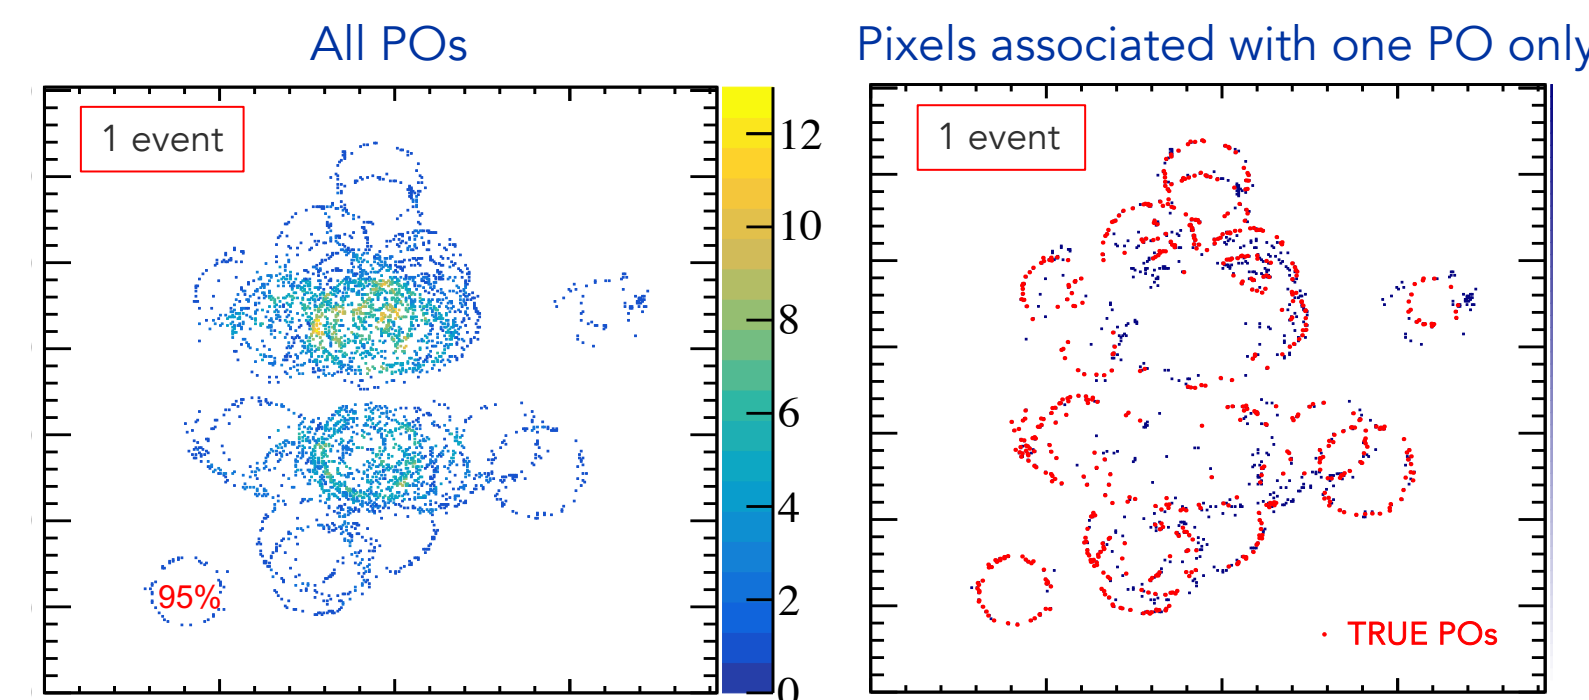 All POs
Pixels associated with one PO only
1 event
1 event
12
10
8
6
4
2
0
95%
TRUE POs